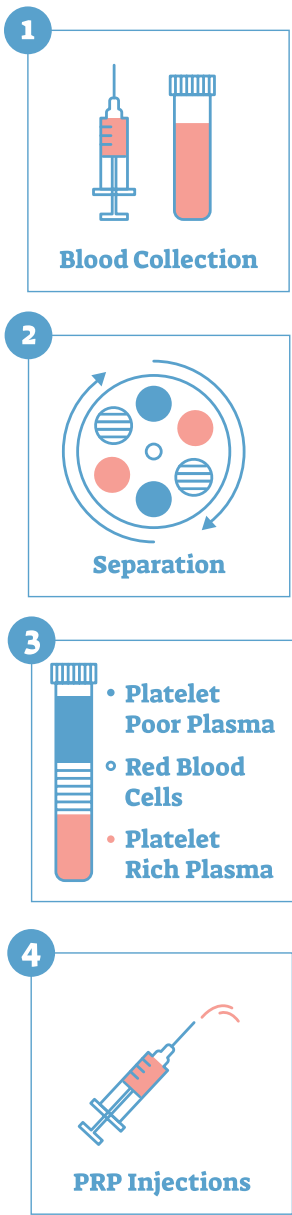 1
Blood Collection
2
Separation
3
• Platelet
Poor Plasma
Red Blood
Cells
• Platelet
Rich Plasma
4
PRP Injections